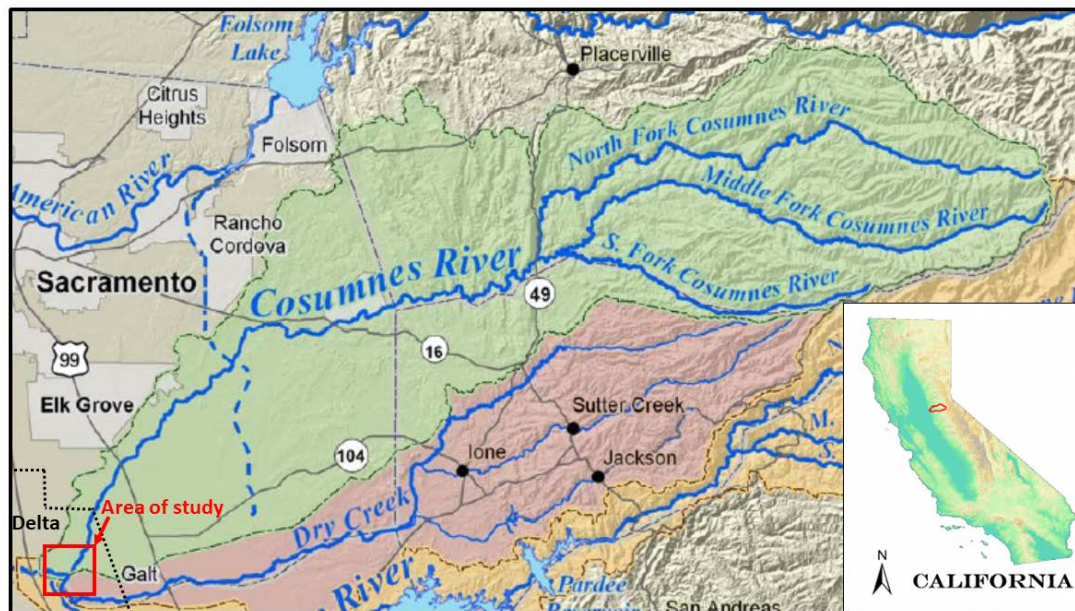 Folsom
Lake
Placerville
Citrus
Heights
Folsom
North Fork Cosumnes River
Middle Fork Cosumnes River
American River
Rancho
Cordova
S. Fork Cosumnes River
Sacramento
Cosumnes River
49
99
16
Elk Grove
Sutter Creek
104
Ione
Jackson
M.
S.
Dry Creek
Delta
Area of study
Galt
River
Pardee
San Andreas
N
CALIFORNIA